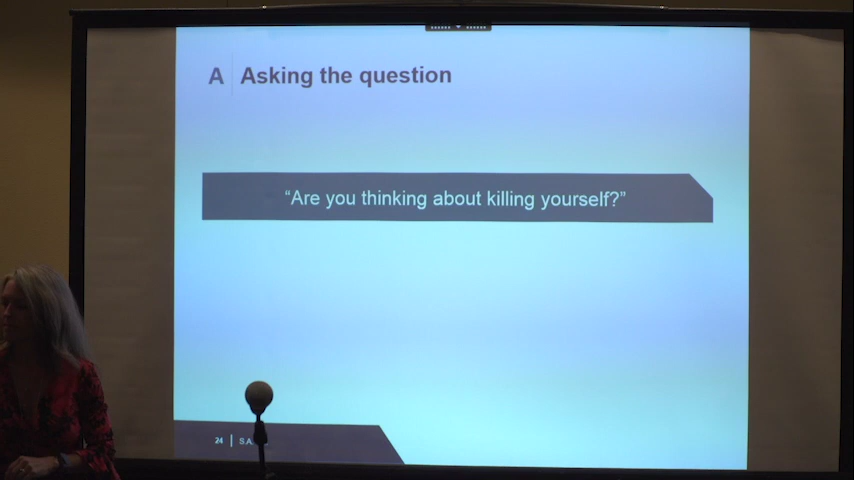 A Asking the question
“Are you thinking about killing yourself?”
24